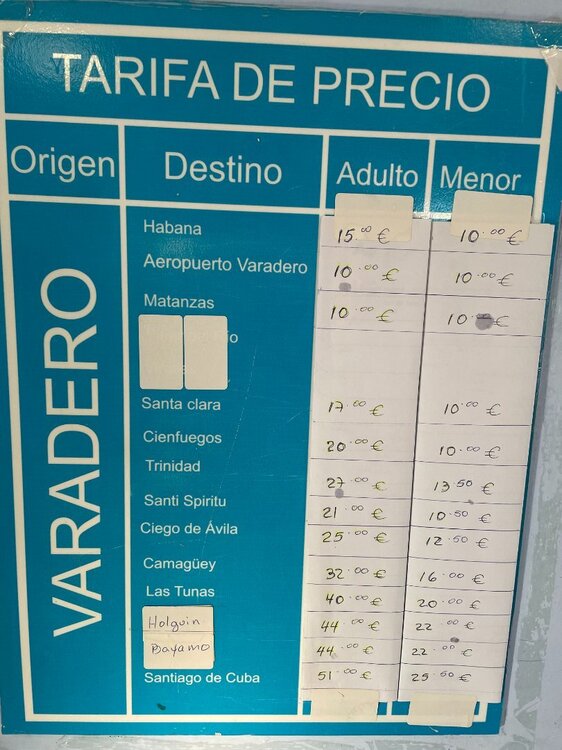 TARIFA DE PRECIO
Origen Destino Adulto Menor
VARADERO
Habana 15.00 € 10.00 €
Aeropuerto Varadero 10.00 € 10.00 €
Matanzas 10.00 € 10. €
Santa clara 17.00 € 10.00 €
Cienfuegos 20.00 € 10.00 €
Trinidad 27.00 € 13.50 €
Santi Spiritu 21.00 € 10.50 €
Ciego de Ávila 25.00 € 12.50 €
Camagüey 32.00 € 16.00 €
Las Tunas 40.00 € 20.00 €
Holguin 44.00 € 22.00 €
Bayamo 44.00 € 22.00 €
Santiago de Cuba 51.00 € 25.50 €